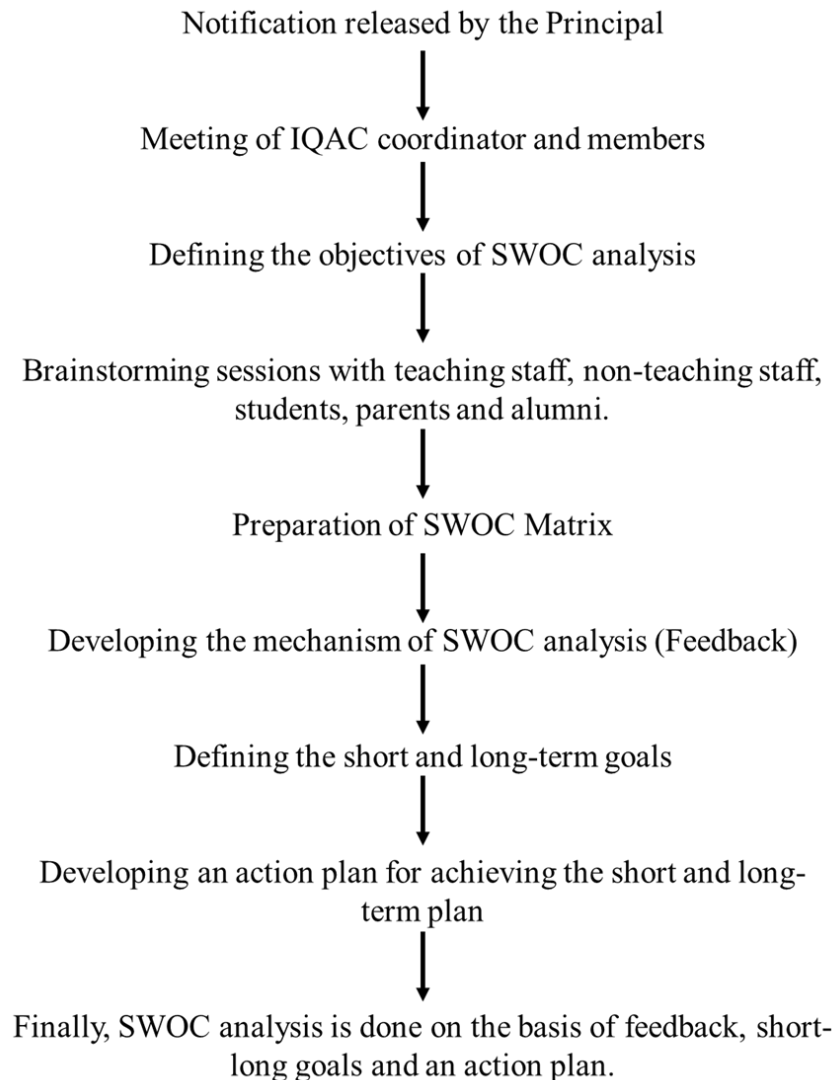 Notification released by the Principal
Meeting of IQAC coordinator and members
Defining the objectives of SWOC analysis
Brainstorming sessions with teaching staff, non-teaching staff,
students, parents and alumni.
Preparation of SWOC Matrix
Developing the mechanism of SWOC analysis (Feedback)
Defining the short and long-term goals
Developing an action plan for achieving the short and long-
term plan
Finally, SWOC analysis is done on the basis of feedback, short-
long goals and an action plan.